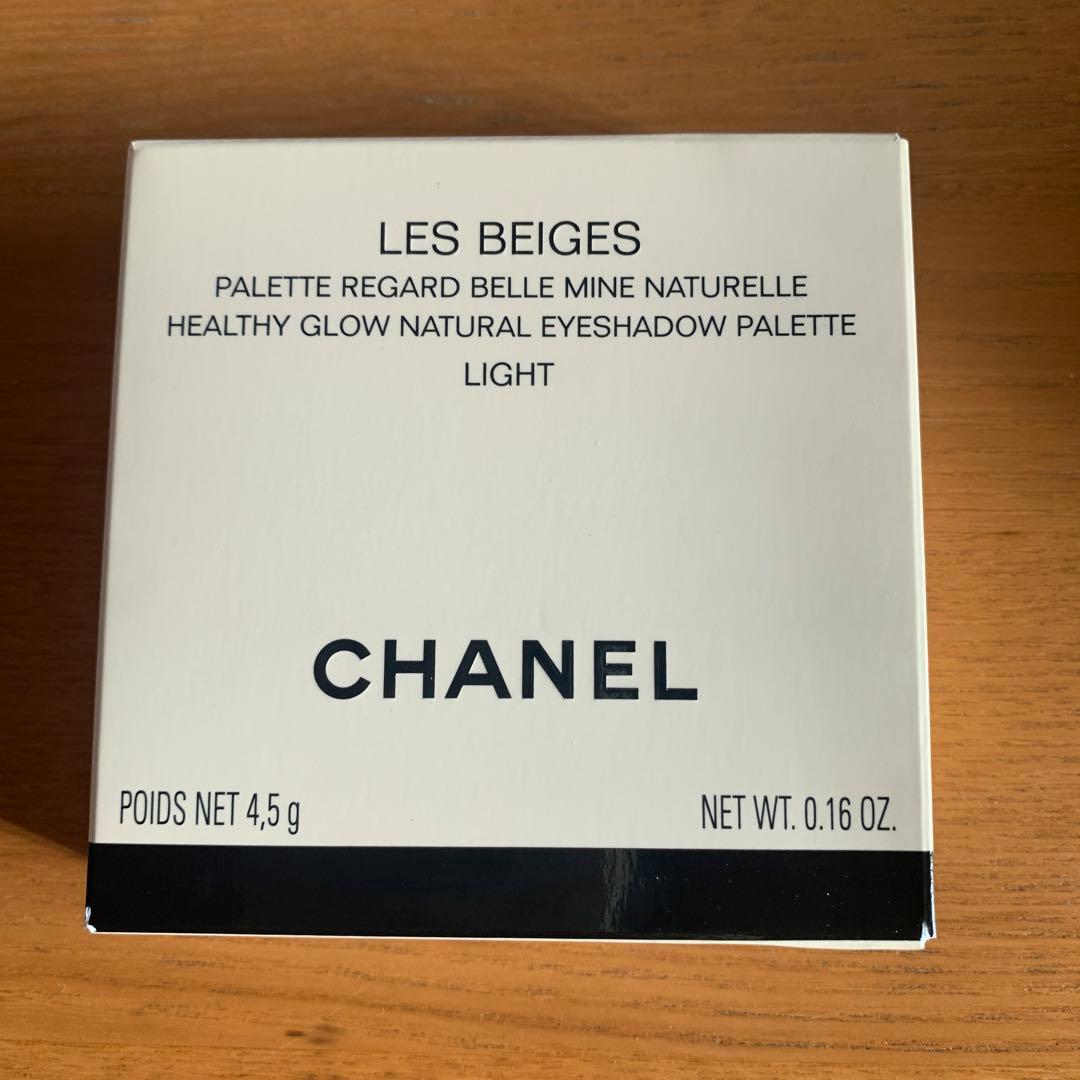 LES BEIGES
PALETTE REGARD BELLE MINE NATURELLE
HEALTHY GLOW NATURAL EYESHADOW PALETTE
LIGHT
CHANEL
POIDS NET 4,5 g
NET WT. 0.16 OZ.